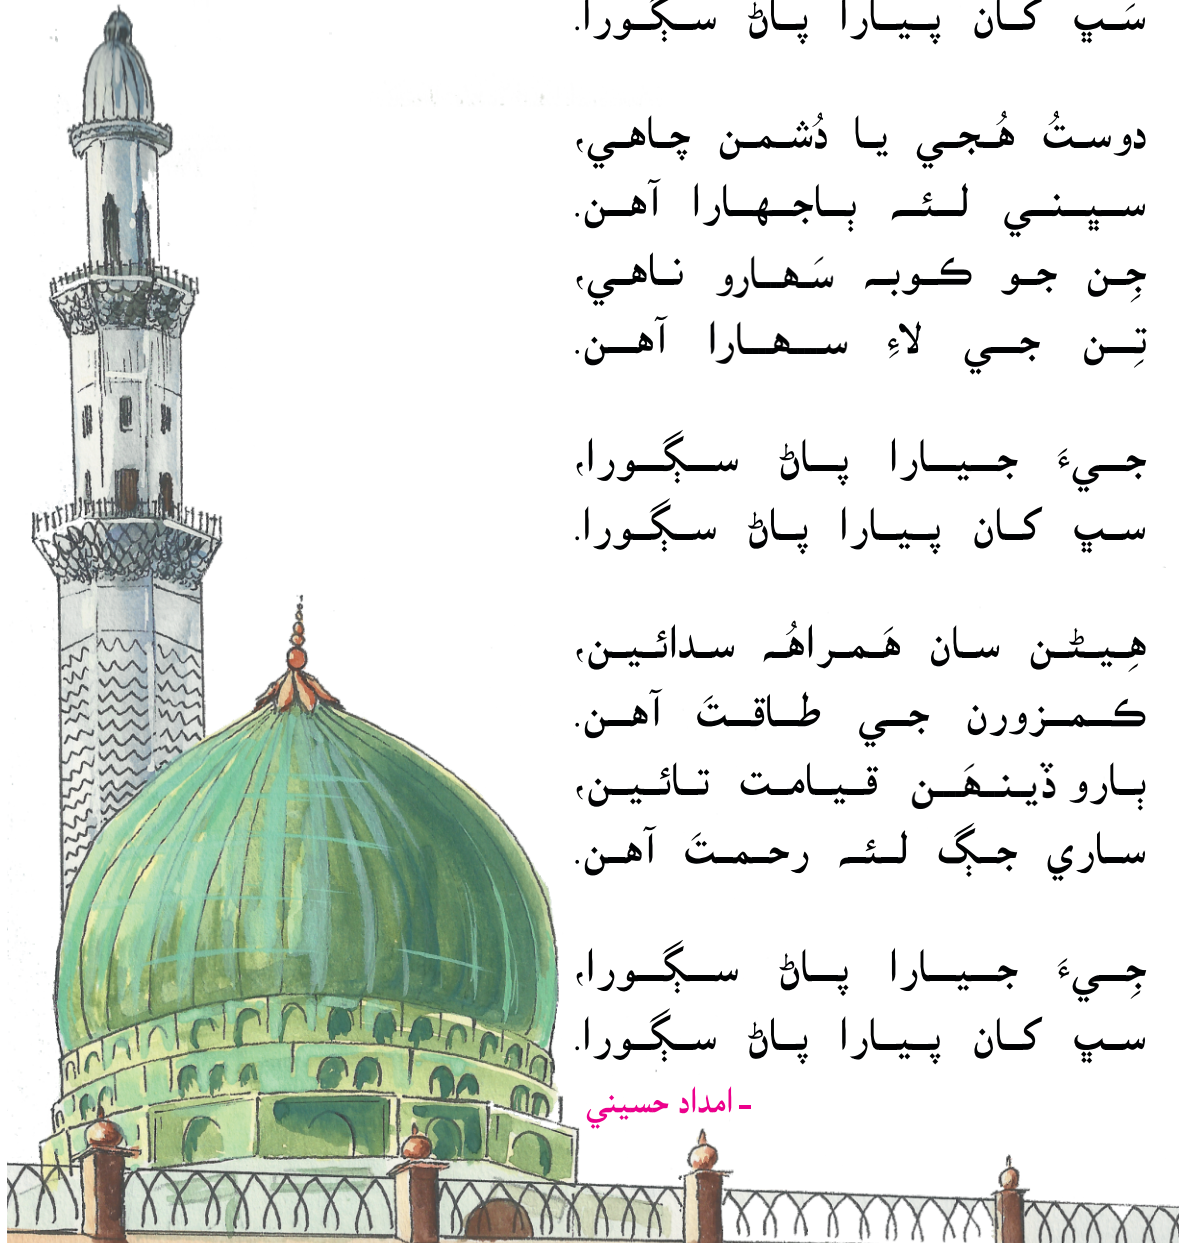 سَڀ کان پيارا پاڻ سڳورا.
دوستُ هُجي يا دُشمن چاهي،
سڀني لئہ ٻاجهارا آهن.
جِن جو ڪوبہ سَهارو ناهي،
تِن جي لاءِ سهارا آهن.
جيءَ جيارا پاڻ سڳورا،
سڀ کان پيارا پاڻ سڳورا.
هِيڻن سان هَمراهُہ سدائين،
ڪمزورن جي طاقتَ آهن.
ٻارو ڏينهَن قيامت تائين،
ساري جڳ لئہ رحمتَ آهن.
جِيءَ جيارا پاڻ سڳورا،
سڀ کان پيارا پاڻ سڳورا.
- امداد حسيني